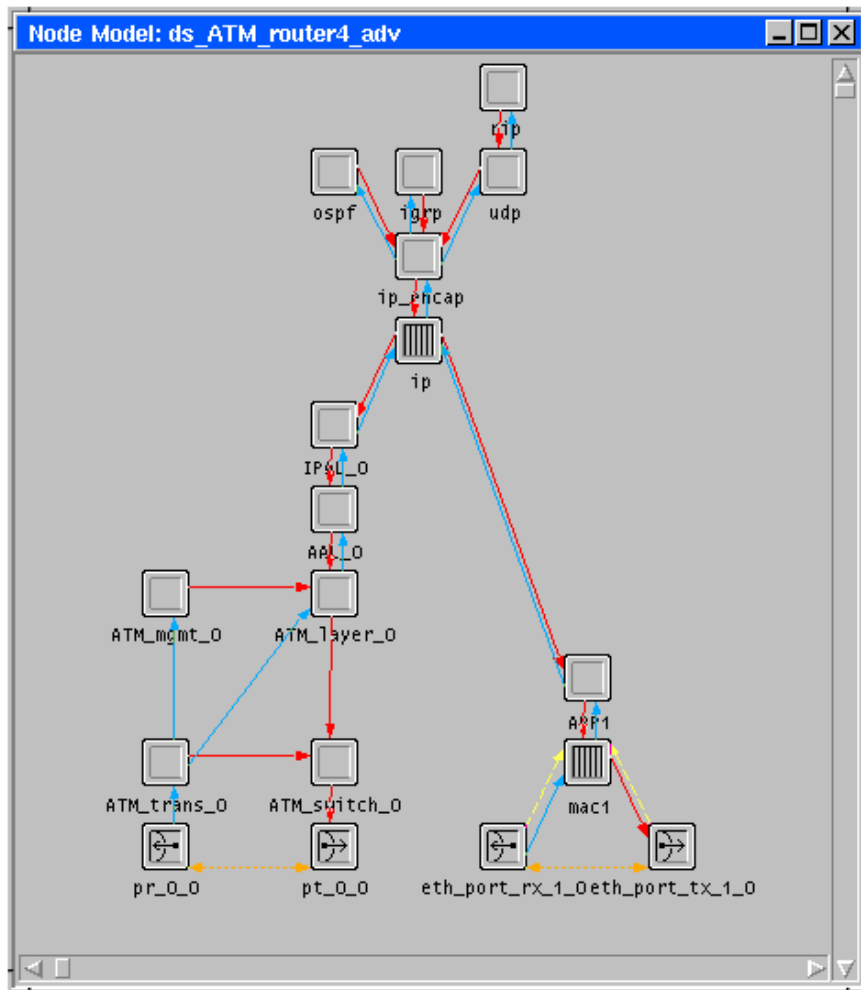 Node Model: ds_ATM_router4_adv
rip
ospf igrp udp
ip_encap
ip
IPAL_0
AAL_0
ATM_mgmt_0 ATM_layer_0
ARP1
ATM_trans_0 ATM_switch_0 mac1
pr_0_0 pt_0_0 eth_port_rx_1_0 eth_port_tx_1_0